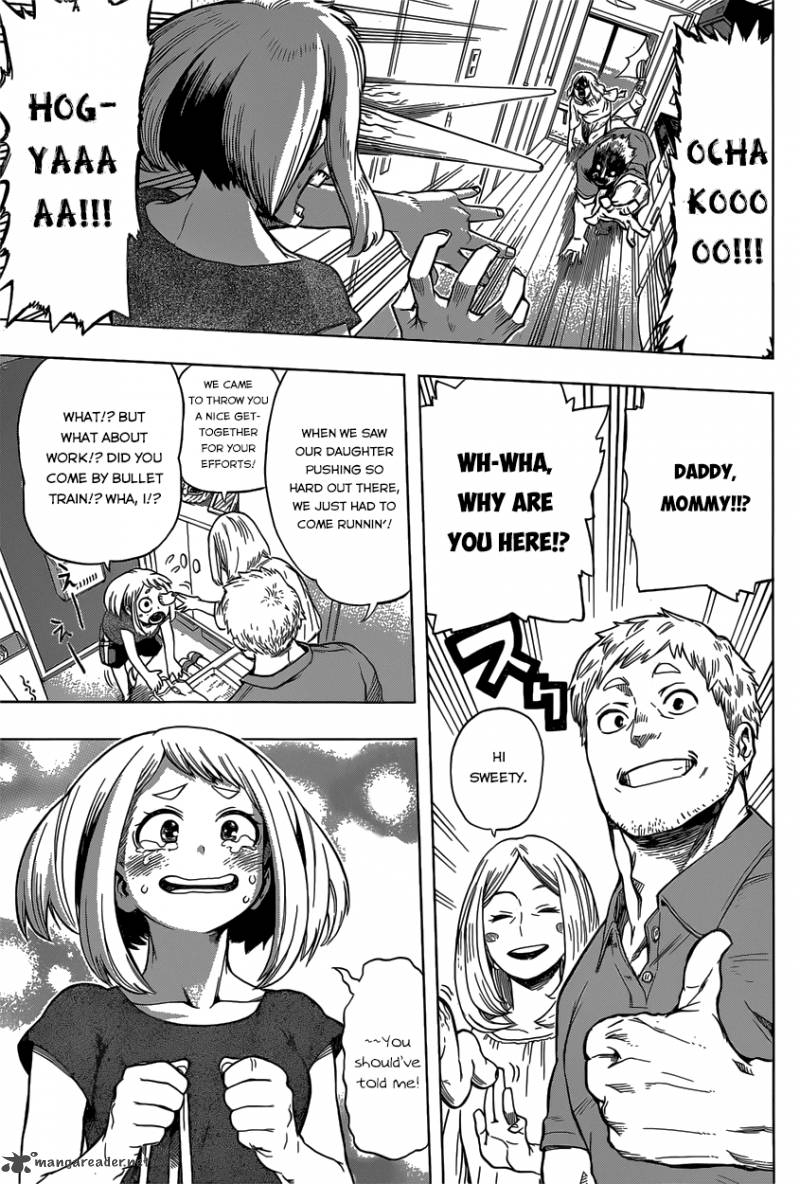 OCHA
KOOO
OO!!!
HOG-
YAAA
AA!!!
DADDY,
MOMMY!!!?
WH-WHA,
WHY ARE
YOU HERE!?
スク
HI
SWEETY.
WHEN WE SAW
OUR DAUGHTER
PUSHING SO
HARD OUT THERE,
WE JUST HAD TO
COME RUNNIN'!
WE CAME
TO THROW YOU
A NICE GET-
TOGETHER
FOR YOUR
EFFORTS!
WHAT!? BUT
WHAT ABOUT
WORK!? DID YOU
COME BY BULLET
TRAIN!? WHA, I!?
~~You
should've
told me!
mangareader.net